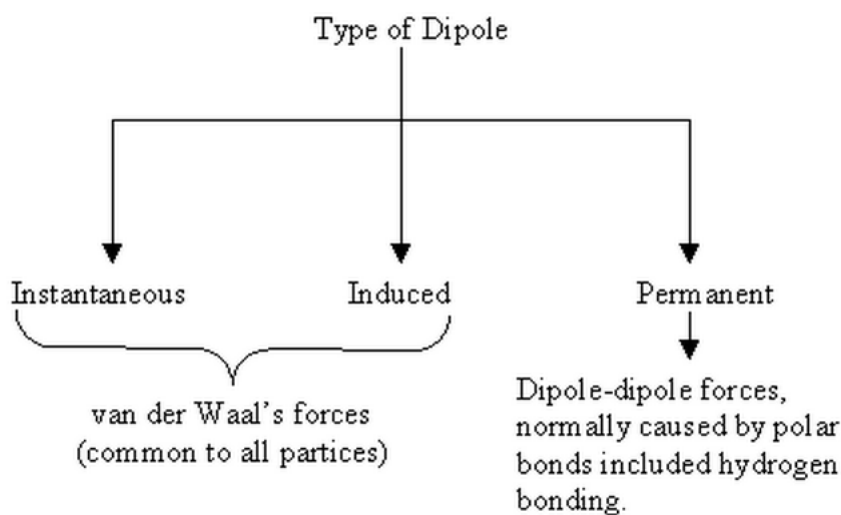 Type of Dipole
Instantaneous
Induced
Permanent
van der Waal's forces
(common to all partices)
Dipole-dipole forces,
normally caused by polar
bonds included hydrogen
bonding.